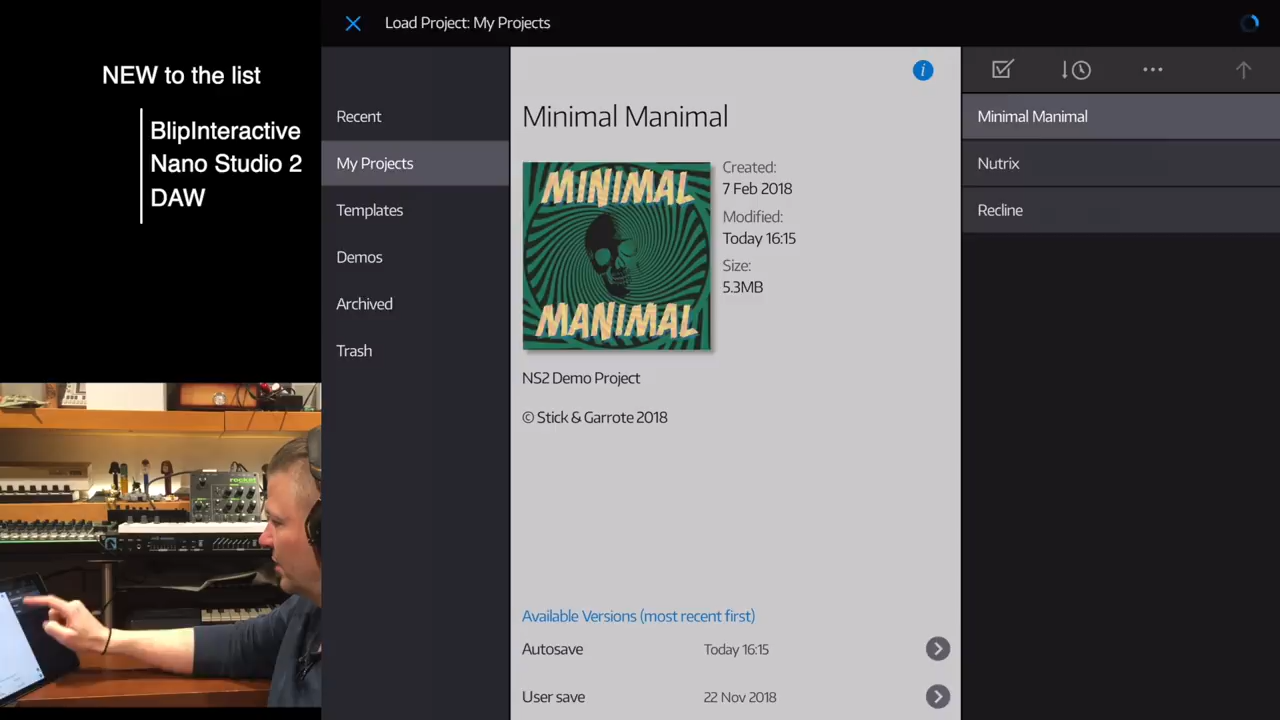 Load Project: My Projects
NEW to the list
BlipInteractive
Nano Studio 2
DAW
Recent
My Projects
Templates
Demos
Archived
Trash
Minimal Manimal
MINIMAL
MANIMAL
Created:
7 Feb 2018
Modified:
Today 16:15
Size:
5.3MB
NS2 Demo Project
© Stick & Garrote 2018
Available Versions (most recent first)
Autosave Today 16:15
User save 22 Nov 2018
Minimal Manimal
Nutrix
Recline
rocket